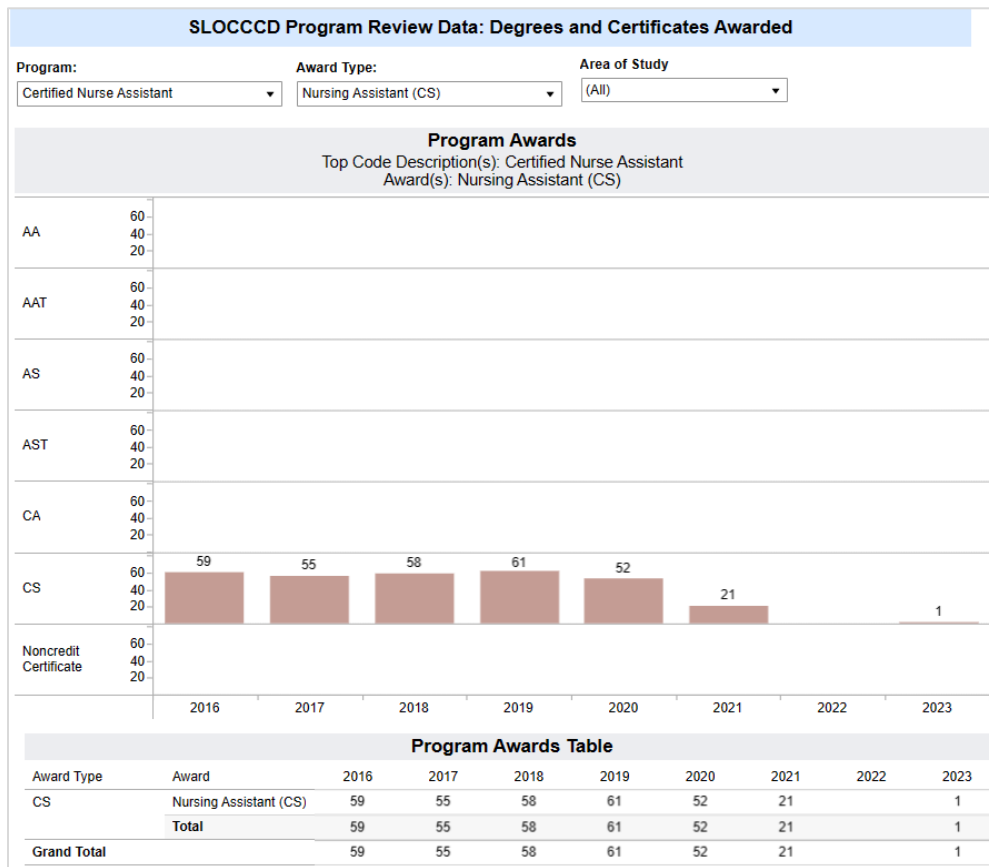 SLOCCCD Program Review Data: Degrees and Certificates Awarded
Program: Award Type: Area of Study
Certified Nurse Assistant Nursing Assistant (CS) (All)
Program Awards
Top Code Description(s): Certified Nurse Assistant
Award(s): Nursing Assistant (CS)
AA 60 40 20
AAT 60 40 20
AS 60 40 20
AST 60 40 20
CA 60 40 20
CS 60 40 20 59 55 58 61 52 21 1
Noncredit Certificate 60 40 20
2016 2017 2018 2019 2020 2021 2022 2023
Program Awards Table
Award Type Award 2016 2017 2018 2019 2020 2021 2022 2023
CS Nursing Assistant (CS) 59 55 58 61 52 21 1
Total 59 55 58 61 52 21 1
Grand Total 59 55 58 61 52 21 1